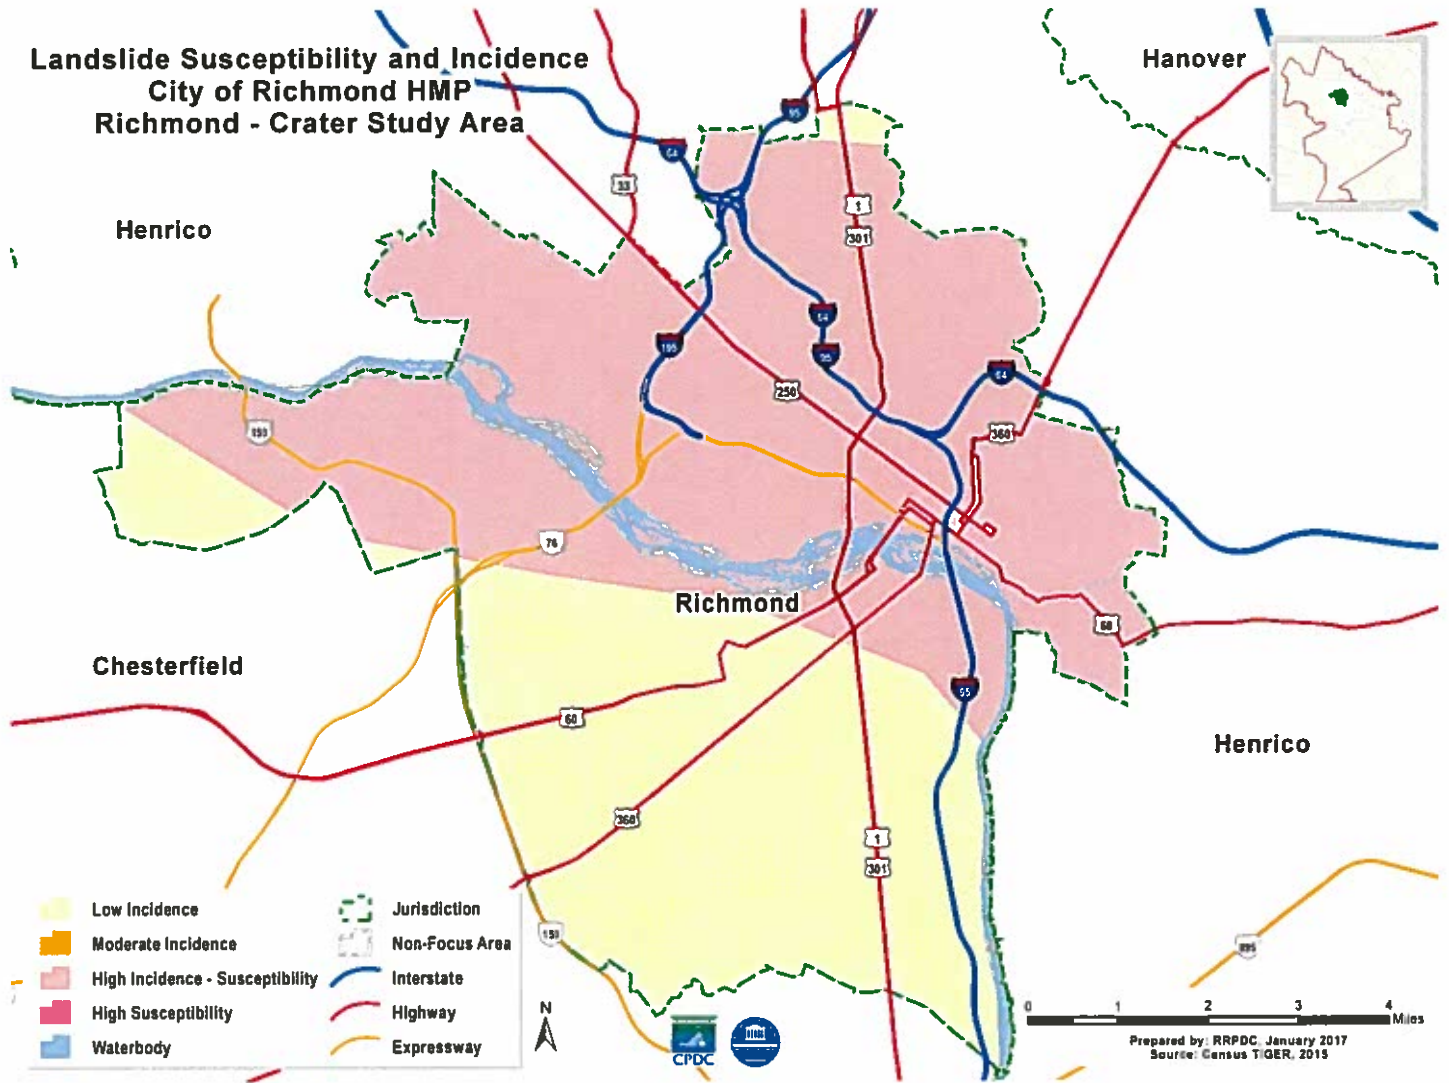 Landslide Susceptibility and Incidence
City of Richmond HMP
Richmond - Crater Study Area
Hanover
Henrico
Chesterfield
Richmond
Henrico
95
64
33
1
301
64
95
195
250
64
360
150
76
60
95
60
360
1
301
150
895
Low Incidence
Moderate Incidence
High Incidence - Susceptibility
High Susceptibility
Waterbody
Jurisdiction
Non-Focus Area
Interstate
Highway
Expressway
N
CPDC
0 1 2 3 4
Miles
Prepared by: RRPDC, January 2017
Source: Census TIGER, 2015